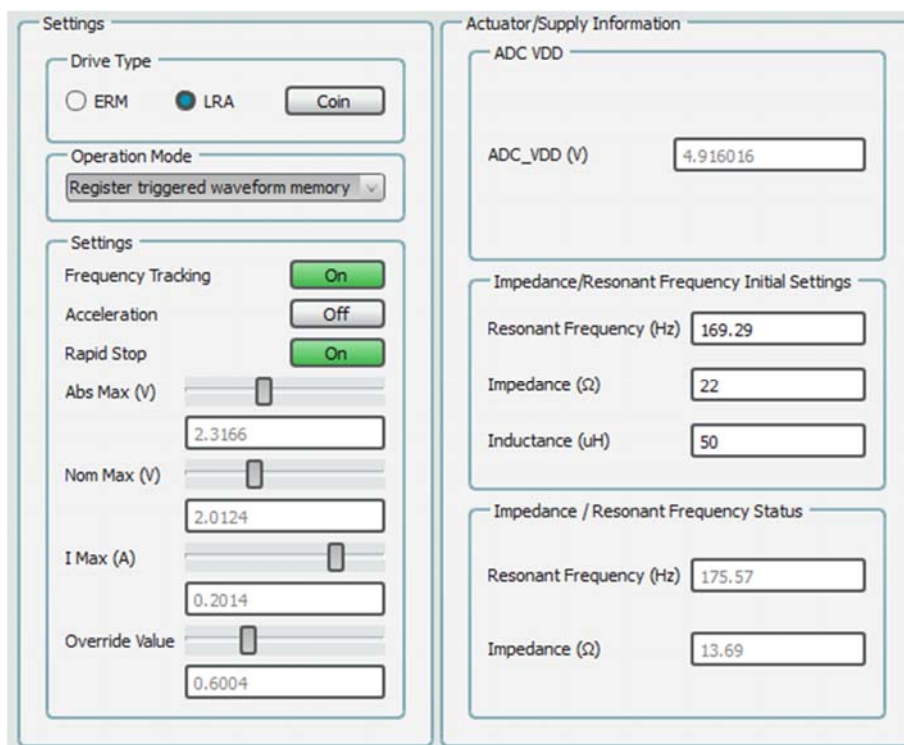 Settings
Drive Type
ERM
LRA
Coin
Operation Mode
Register triggered waveform memory
Settings
Frequency Tracking On
Acceleration Off
Rapid Stop On
Abs Max (V)
2.3166
Nom Max (V)
2.0124
I Max (A)
0.2014
Override Value
0.6004
Actuator/Supply Information
ADC VDD
ADC_VDD (V) 4.916016
Impedance/Resonant Frequency Initial Settings
Resonant Frequency (Hz) 169.29
Impedance (Ω) 22
Inductance (uH) 50
Impedance / Resonant Frequency Status
Resonant Frequency (Hz) 175.57
Impedance (Ω) 13.69